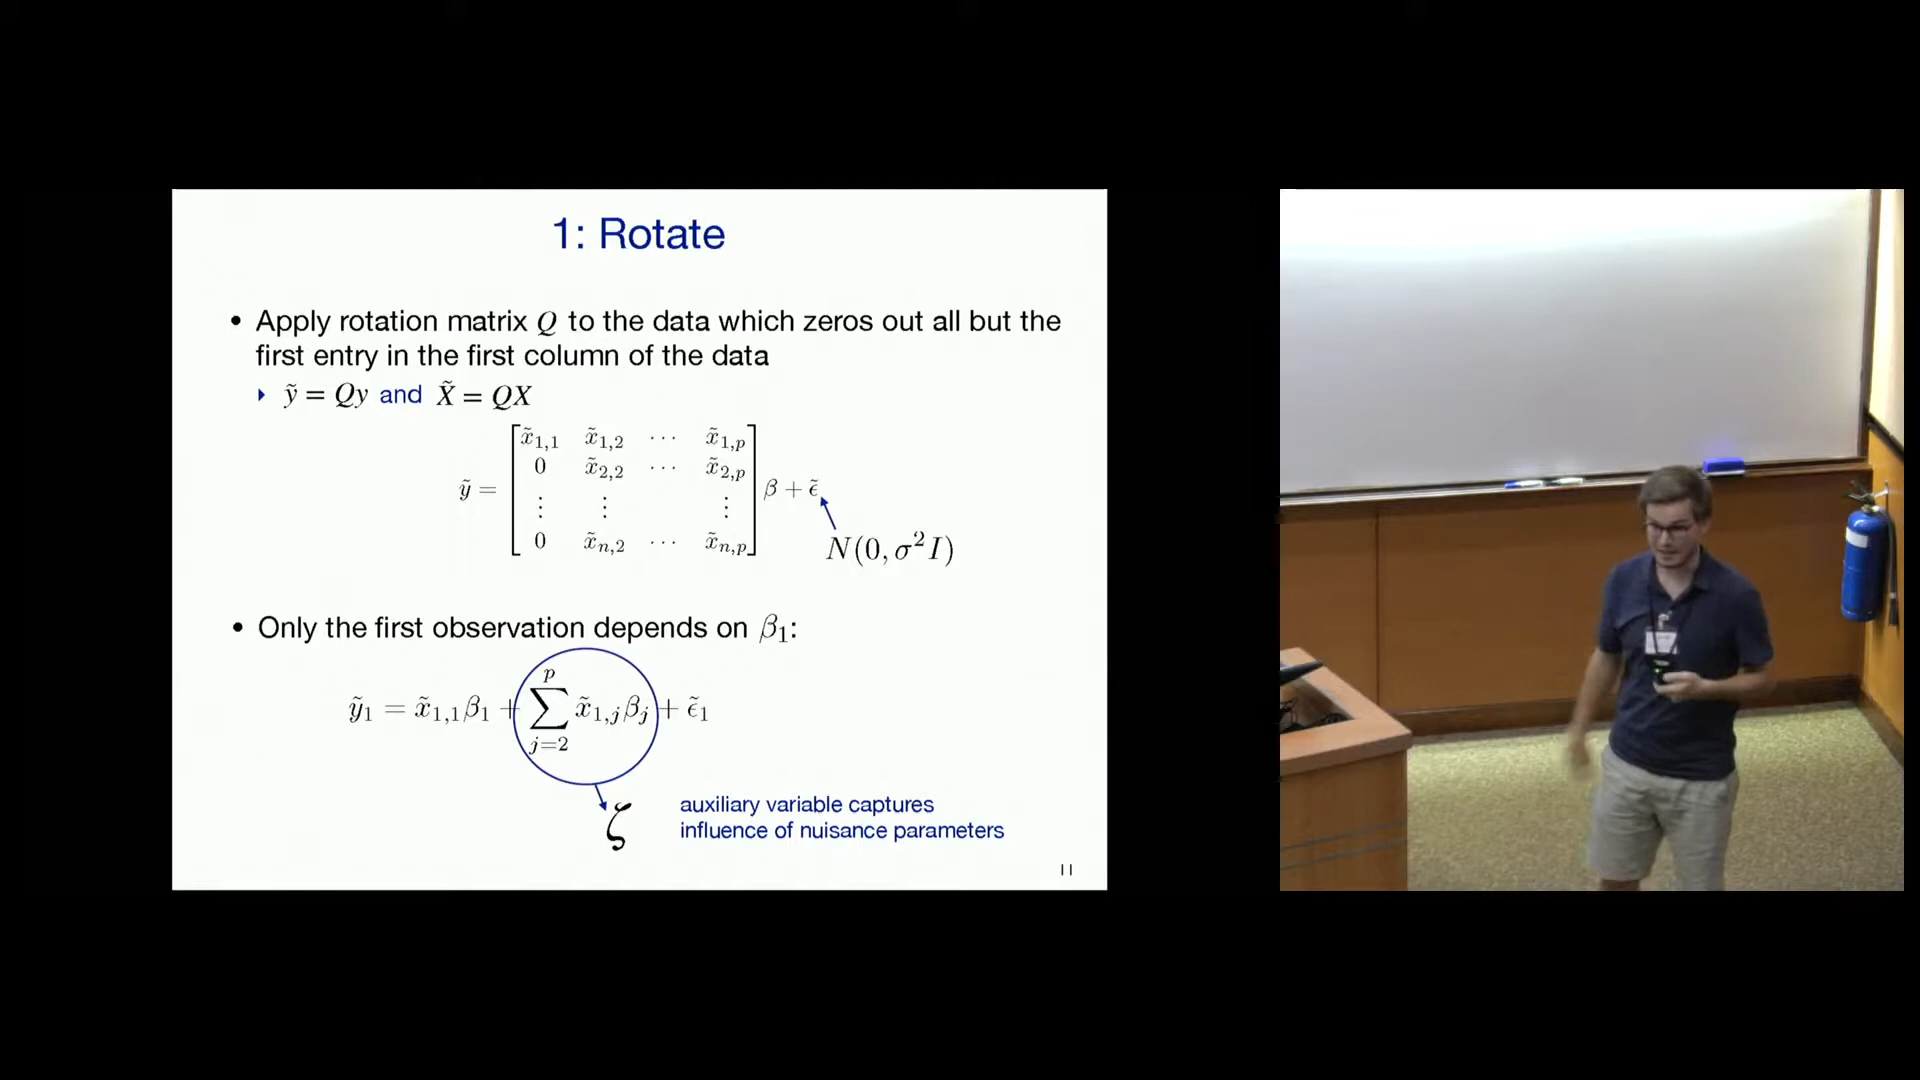 1: Rotate
• Apply rotation matrix Q to the data which zeros out all but the
first entry in the first column of the data
‣ ỹ = Qy and X̃ = QX
ỹ = [ x̃₁,₁ x̃₁,₂ ⋯ x̃₁,ₚ
0 x̃₂,₂ ⋯ x̃₂,ₚ
⋮ ⋮ ⋮
0 x̃ₙ,₂ ⋯ x̃ₙ,ₚ ] β + ϵ̃
N(0, σ²I)
• Only the first observation depends on β₁:
ỹ₁ = x̃₁,₁β₁ + ∑_{j=2}^{p} x̃₁,ⱼβⱼ + ϵ̃₁
ζ auxiliary variable captures
influence of nuisance parameters
11